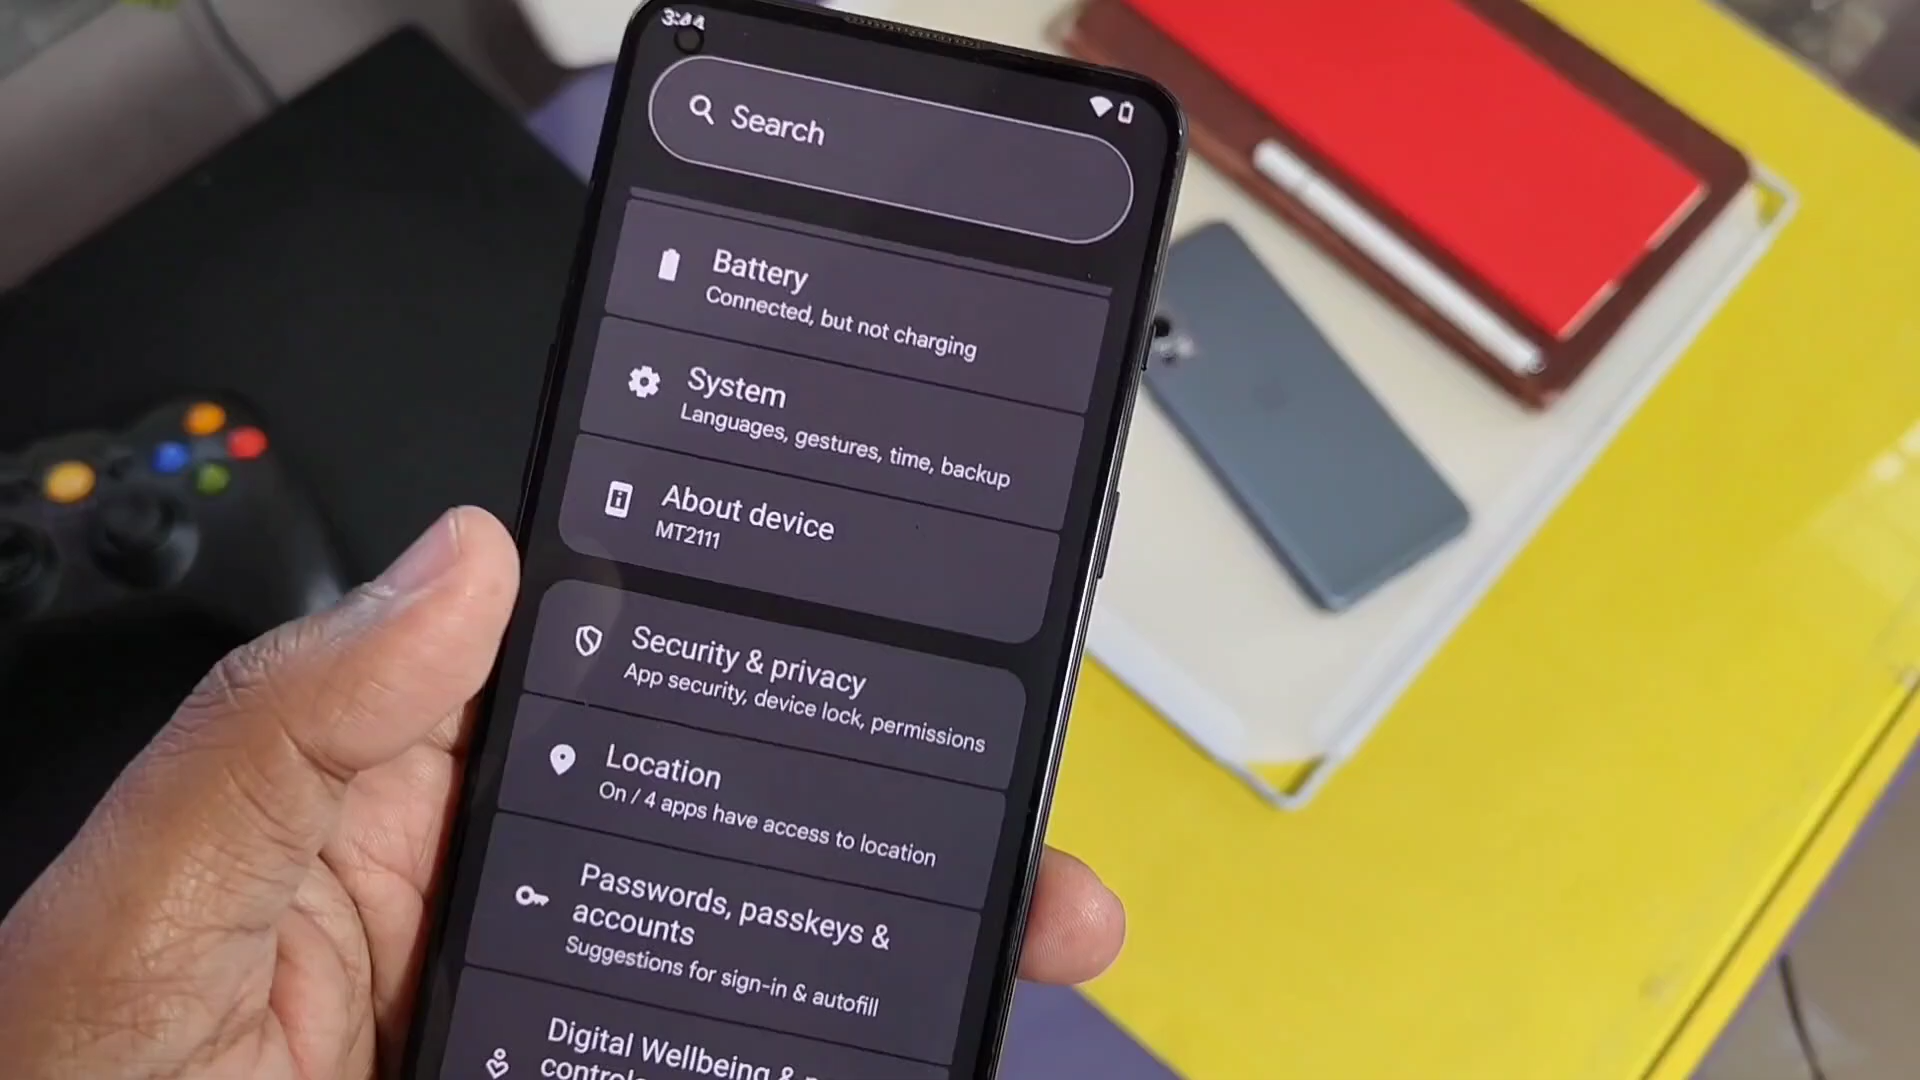 3:44
Search
Battery
Connected, but not charging
System
Languages, gestures, time, backup
About device
MT2111
Security & privacy
App security, device lock, permissions
Location
On / 4 apps have access to location
Passwords, passkeys &
accounts
Suggestions for sign-in & autofill
Digital Wellbeing &